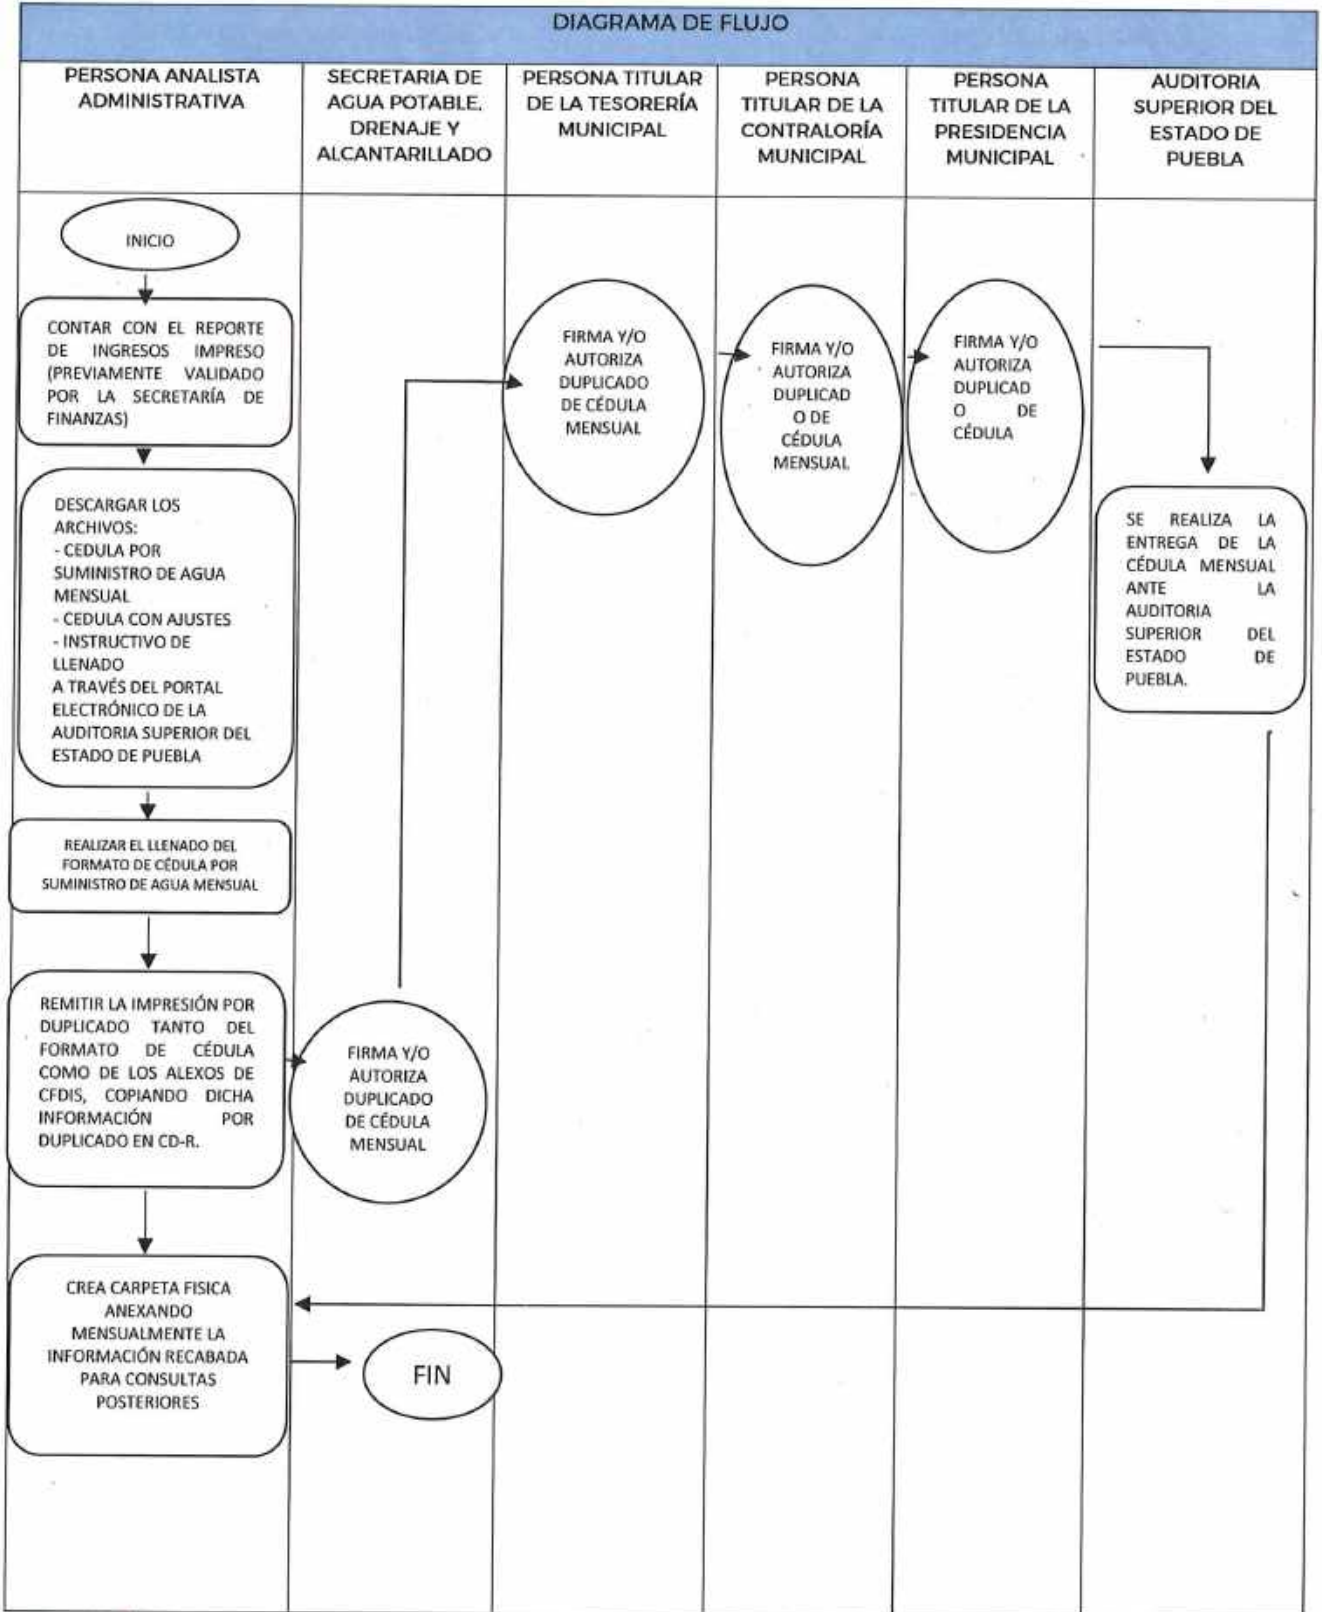 DIAGRAMA DE FLUJO
PERSONA ANALISTA
ADMINISTRATIVA
SECRETARIA DE
AGUA POTABLE,
DRENAJE Y
ALCANTARILLADO
PERSONA TITULAR
DE LA TESORERÍA
MUNICIPAL
PERSONA
TITULAR DE LA
CONTRALORÍA
MUNICIPAL
PERSONA
TITULAR DE LA
PRESIDENCIA
MUNICIPAL
AUDITORIA
SUPERIOR DEL
ESTADO DE
PUEBLA
INICIO
CONTAR CON EL REPORTE
DE INGRESOS IMPRESO
(PREVIAMENTE VALIDADO
POR LA SECRETARÍA DE
FINANZAS)
DESCARGAR LOS
ARCHIVOS:
- CEDULA POR
SUMINISTRO DE AGUA
MENSUAL
- CEDULA CON AJUSTES
- INSTRUCTIVO DE
LLENADO
A TRAVÉS DEL PORTAL
ELECTRÓNICO DE LA
AUDITORIA SUPERIOR DEL
ESTADO DE PUEBLA
REALIZAR EL LLENADO DEL
FORMATO DE CÉDULA POR
SUMINISTRO DE AGUA MENSUAL
REMITIR LA IMPRESIÓN POR
DUPLICADO TANTO DEL
FORMATO DE CÉDULA
COMO DE LOS ALEXOS DE
CFDIS, COPIANDO DICHA
INFORMACIÓN POR
DUPLICADO EN CD-R.
FIRMA Y/O
AUTORIZA
DUPLICADO
DE CÉDULA
MENSUAL
FIRMA Y/O
AUTORIZA
DUPLICADO
DE CÉDULA
MENSUAL
FIRMA Y/O
AUTORIZA
DUPLICAD
O DE
CÉDULA
MENSUAL
FIRMA Y/O
AUTORIZA
DUPLICAD
O DE
CÉDULA
SE REALIZA LA
ENTREGA DE LA
CÉDULA MENSUAL
ANTE LA
AUDITORIA
SUPERIOR DEL
ESTADO DE
PUEBLA.
CREA CARPETA FISICA
ANEXANDO
MENSUALMENTE LA
INFORMACIÓN RECABADA
PARA CONSULTAS
POSTERIORES
FIN